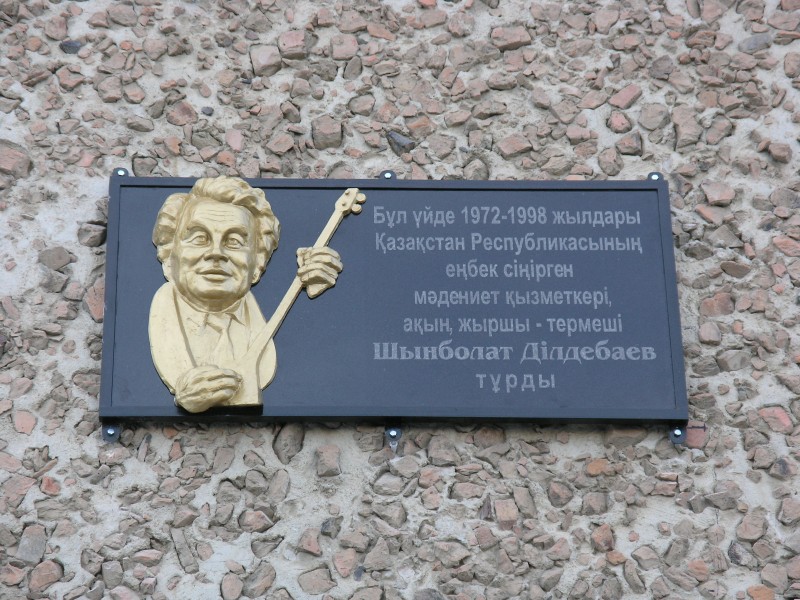 Бұл үйде 1972-1998 жылдары
Қазақстан Республикасының
еңбек сіңірген
мәдениет қызметкері,
ақын, жыршы - термеші
Шынболат Ділдебаев
тұрды